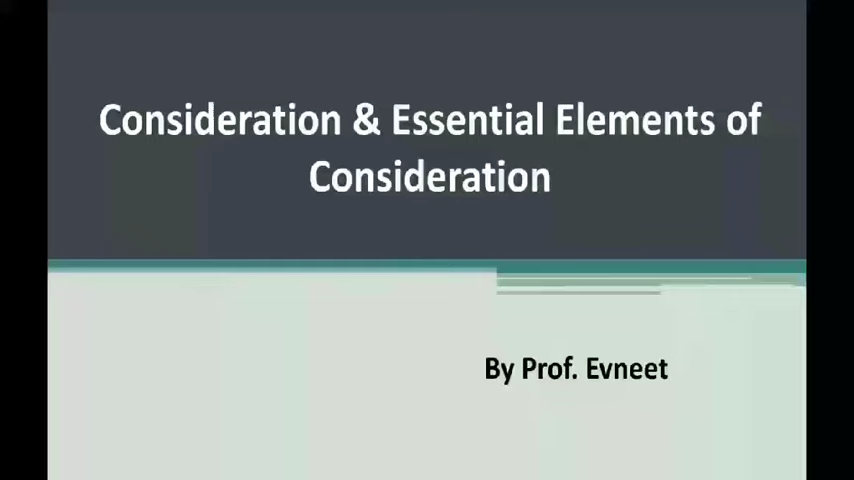 Consideration & Essential Elements of
Consideration
By Prof. Evneet